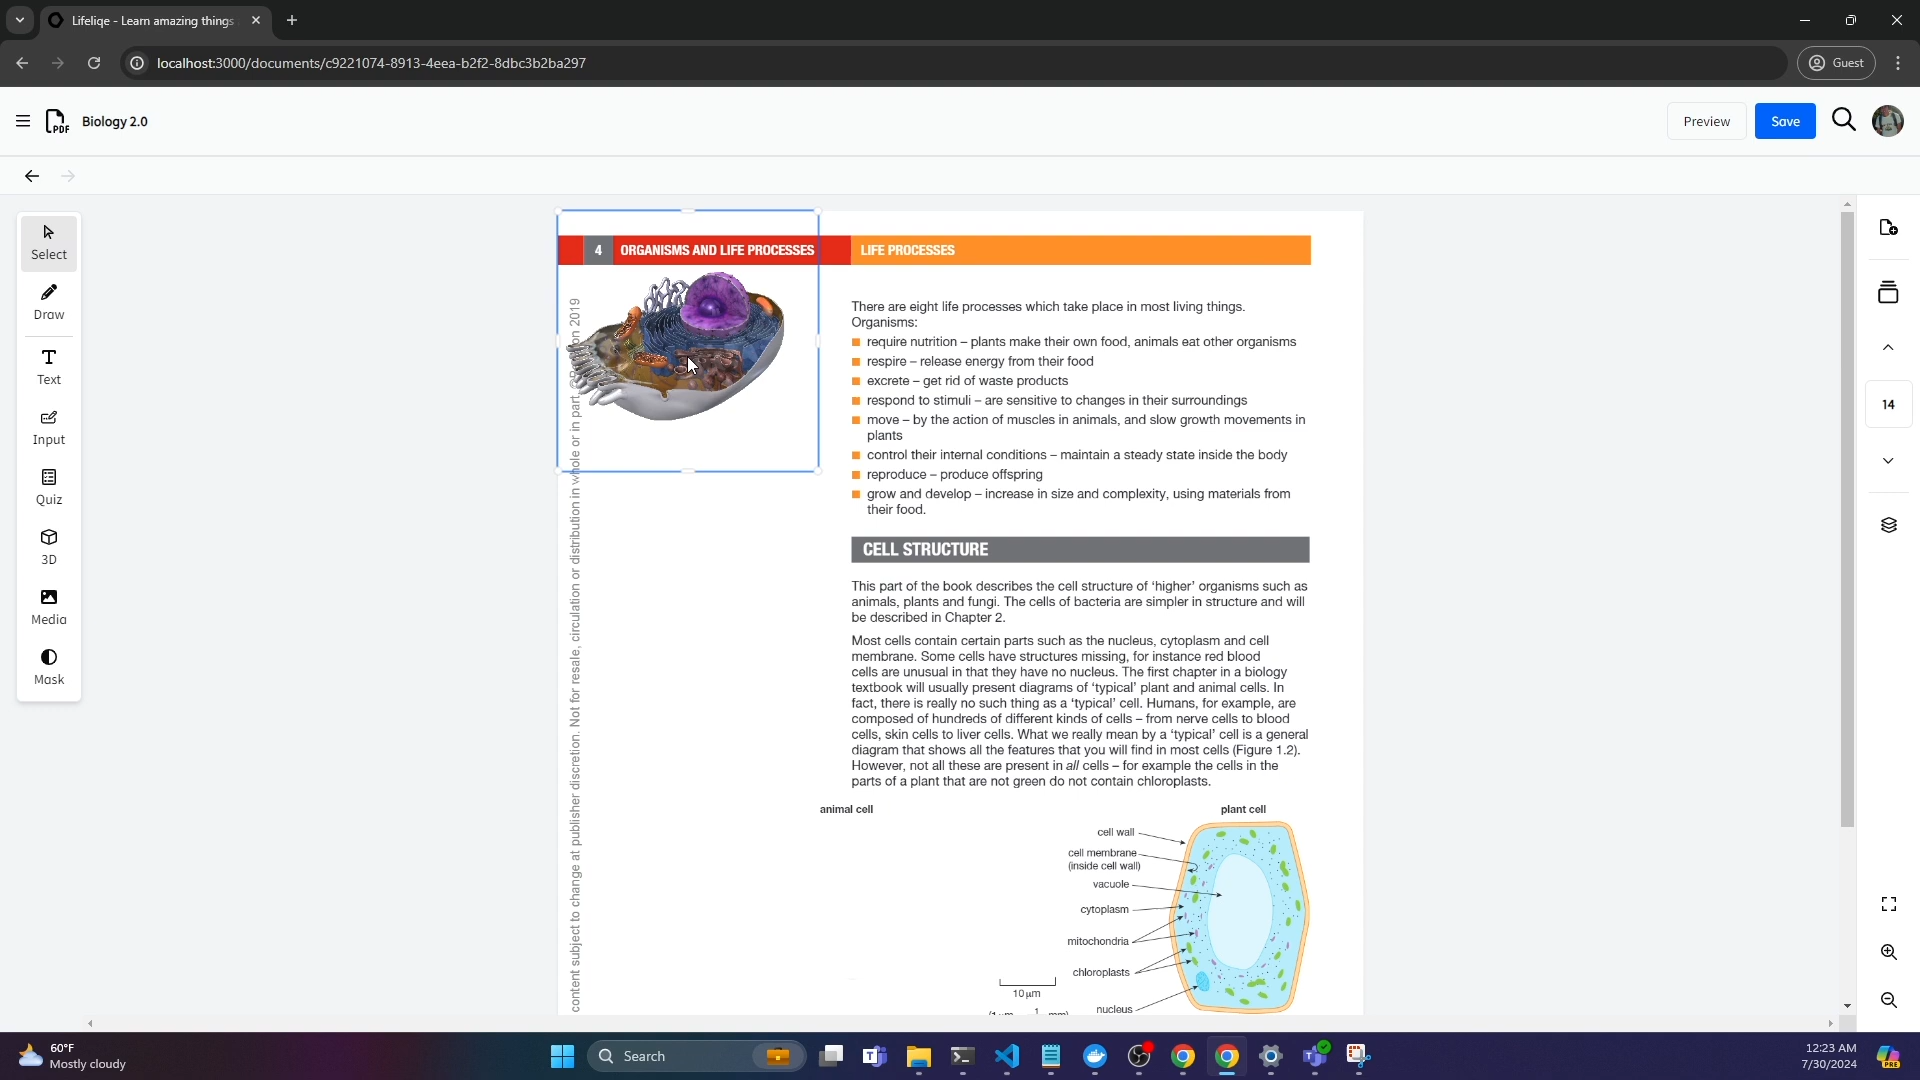 Lifeliqe - Learn amazing things
localhost:3000/documents/c9221074-8913-4eea-b2f2-8dbc3b2ba297
Guest
PDF
Biology 2.0
Preview
Save
Select
Draw
Text
Input
Quiz
3D
Media
Mask
4 ORGANISMS AND LIFE PROCESSES
LIFE PROCESSES
There are eight life processes which take place in most living things.
Organisms:
require nutrition – plants make their own food, animals eat other organisms
respire – release energy from their food
excrete – get rid of waste products
respond to stimuli – are sensitive to changes in their surroundings
move – by the action of muscles in animals, and slow growth movements in
plants
control their internal conditions – maintain a steady state inside the body
reproduce – produce offspring
grow and develop – increase in size and complexity, using materials from
their food.
CELL STRUCTURE
This part of the book describes the cell structure of ‘higher’ organisms such as
animals, plants and fungi. The cells of bacteria are simpler in structure and will
be described in Chapter 2.
Most cells contain certain parts such as the nucleus, cytoplasm and cell
membrane. Some cells have structures missing, for instance red blood
cells are unusual in that they have no nucleus. The first chapter in a biology
textbook will usually present diagrams of ‘typical’ plant and animal cells. In
fact, there is really no such thing as a ‘typical’ cell. Humans, for example, are
composed of hundreds of different kinds of cells – from nerve cells to blood
cells, skin cells to liver cells. What we really mean by a ‘typical’ cell is a general
diagram that shows all the features that you will find in most cells (Figure 1.2).
However, not all these are present in all cells – for example the cells in the
parts of a plant that are not green do not contain chloroplasts.
animal cell
plant cell
cell wall
cell membrane
(inside cell wall)
vacuole
cytoplasm
mitochondria
chloroplasts
10 µm
nucleus
content subject to change at publisher discretion. Not for resale, circulation or distribution in whole or in part. 2019
14
60°F
Mostly cloudy
Search
12:23 AM
7/30/2024
PRE